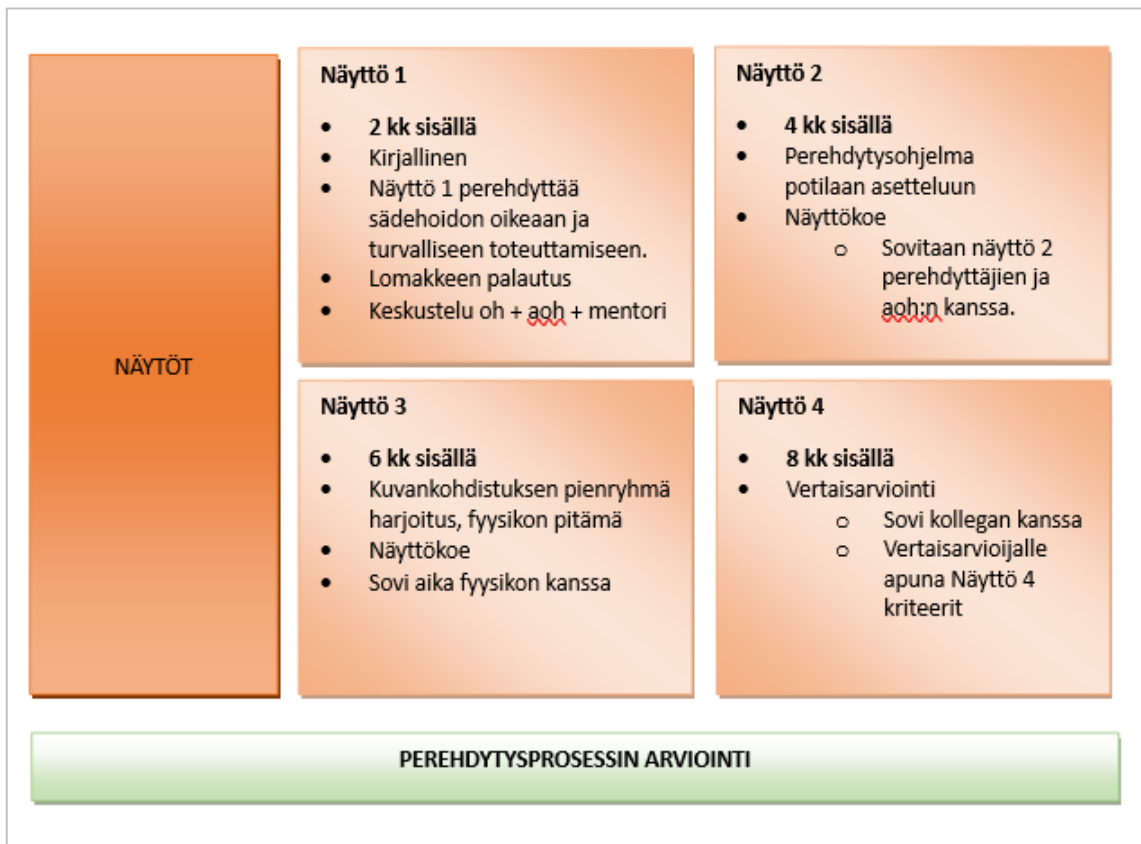 NÄYTÖT
Näyttö 1
• 2 kk sisällä
• Kirjallinen
• Näyttö 1 perehdyttää
sädehoidon oikeaan ja
turvalliseen toteuttamiseen.
• Lomakkeen palautus
• Keskustelu oh + aoh + mentori
Näyttö 2
• 4 kk sisällä
• Perehdytysohjelma
potilaan asetteluun
• Näyttökoe
o Sovitaan näyttö 2
perehdyttäjien ja
aoh:n kanssa.
Näyttö 3
• 6 kk sisällä
• Kuvankohdistuksen pienryhmä
harjoitus, fyysikon pitämä
• Näyttökoe
• Sovi aika fyysikon kanssa
Näyttö 4
• 8 kk sisällä
• Vertaisarviointi
o Sovi kollegan kanssa
o Vertaisarvioijalle
apuna Näyttö 4
kriteerit
PEREHDYTYSPROSESSIN ARVIOINTI